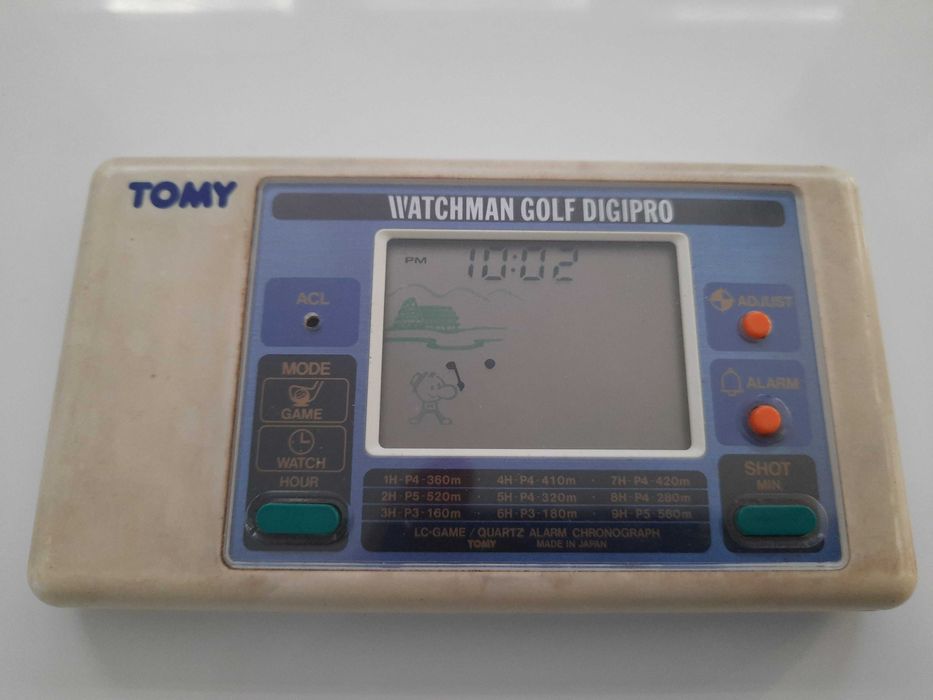 TOMY
WATCHMAN GOLF DIGIPRO
PM 10:02
ACL
ADJUST
MODE
GAME
ALARM
WATCH
HOUR
SHOT
MIN.
1H-P4-360m · 4H-P4-410m · 7H-P4-420m
2H-P5-520m · 5H-P4-320m · 8H-P4-280m
3H-P3-160m · 6H-P3-180m · 9H-P5-560m
LC-GAME / QUARTZ ALARM CHRONOGRAPH
TOMY MADE IN JAPAN